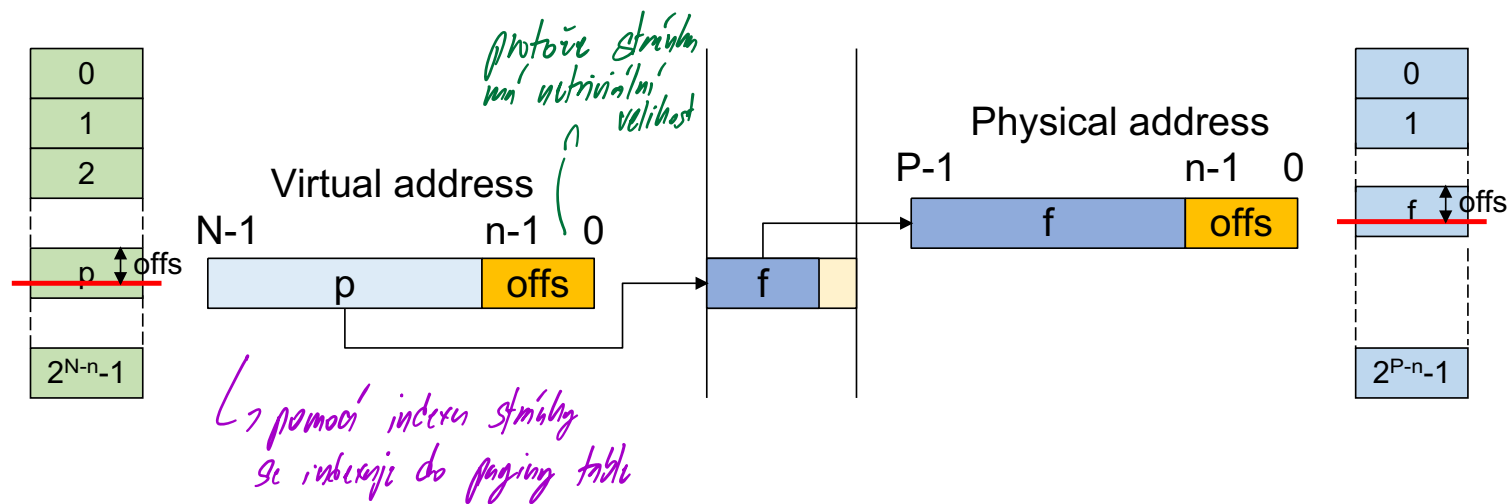 0
1
2
p
offs
2^N-n-1
protože stránka
má netriviální
velikost
Virtual address
N-1
n-1
0
p
offs
pomocí indexu stránky
se indexuje do paging table
f
Physical address
P-1
n-1
0
f
offs
0
1
f
offs
2^P-n-1